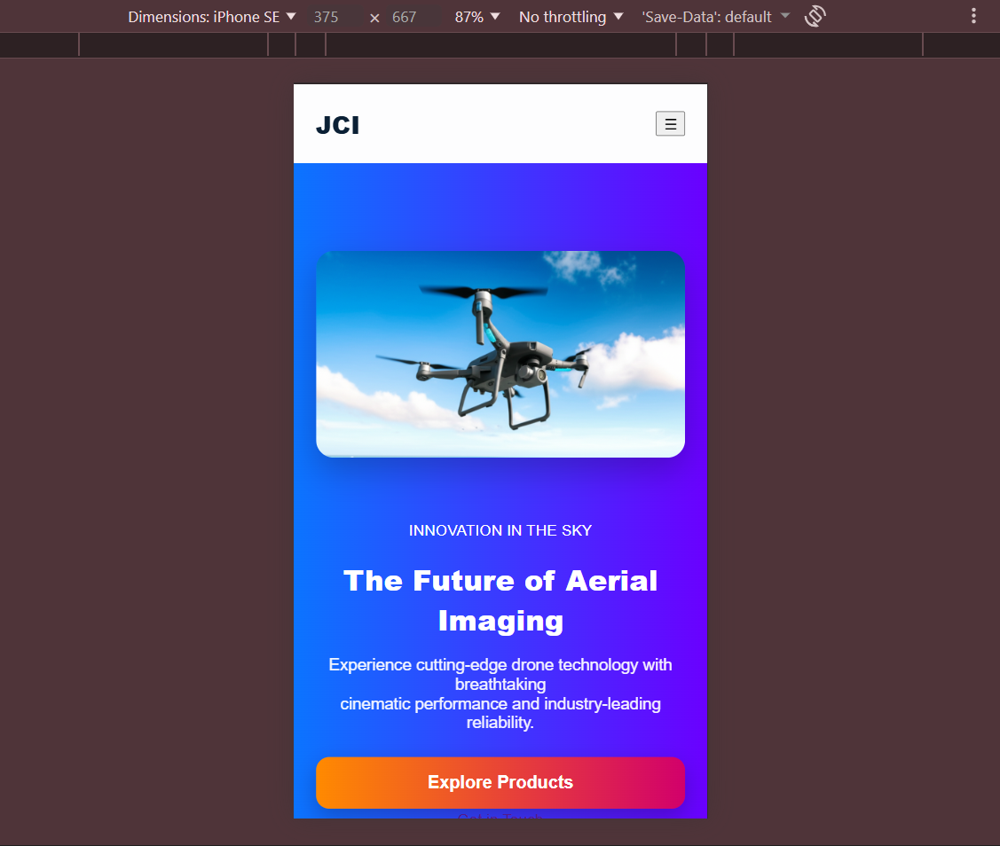 Dimensions: iPhone SE ▼ 375 × 667 87% ▼ No throttling ▼ 'Save-Data': default ▼
JCI ☰
INNOVATION IN THE SKY
The Future of Aerial
Imaging
Experience cutting-edge drone technology with
breathtaking
cinematic performance and industry-leading
reliability.
Explore Products